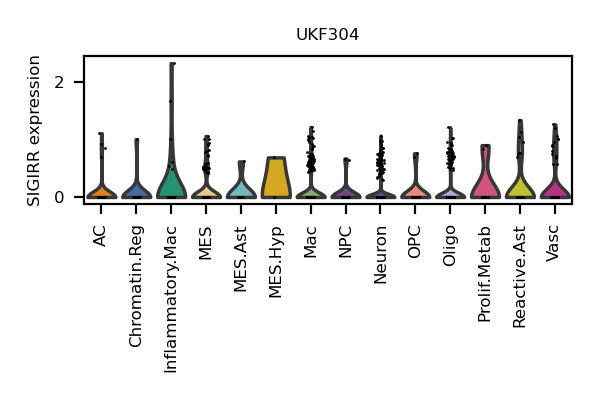 UKF304
SIGIRR expression
2
0
AC
Chromatin.Reg
Inflammatory.Mac
MES
MES.Ast
MES.Hyp
Mac
NPC
Neuron
OPC
Oligo
Prolif.Metab
Reactive.Ast
Vasc